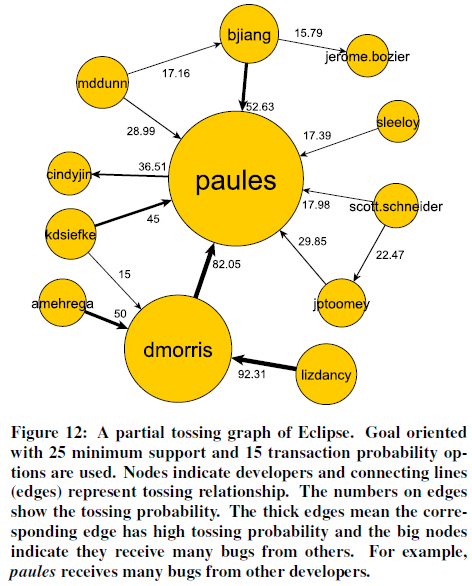 bjiang
15.79
jerome.bozier
17.16
mddunn
52.63
28.99
17.39
sleeloy
36.51
cindyjin
paules
17.98
scott.schneider
kdsiefke
45
29.85
22.47
82.05
15
jptoomey
amehrega
50
dmorris
92.31
lizdancy
Figure 12: A partial tossing graph of Eclipse. Goal oriented
with 25 minimum support and 15 transaction probability op-
tions are used. Nodes indicate developers and connecting lines
(edges) represent tossing relationship. The numbers on edges
show the tossing probability. The thick edges mean the corre-
sponding edge has high tossing probability and the big nodes
indicate they receive many bugs from others. For example,
paules receives many bugs from other developers.